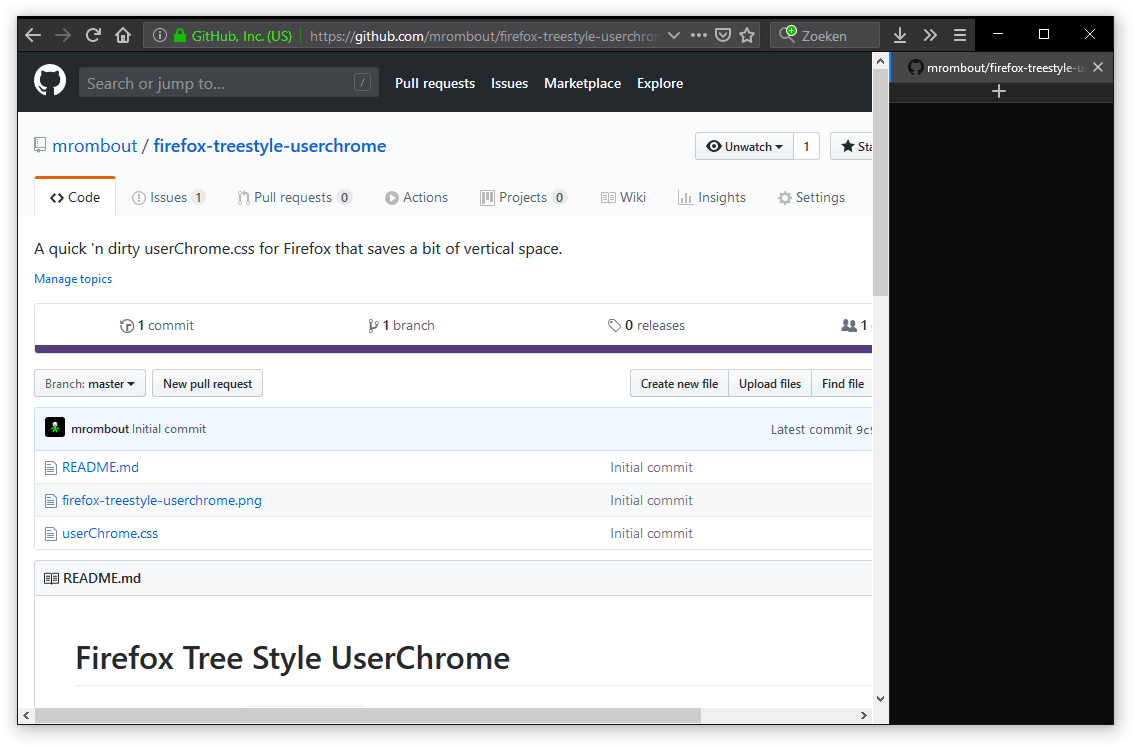 GitHub, Inc. (US) https://github.com/mrombout/firefox-treestyle-userchrom Zoeken
mrombout/firefox-treestyle-u
Search or jump to... / Pull requests Issues Marketplace Explore
mrombout / firefox-treestyle-userchrome Unwatch 1 Sta
Code Issues 1 Pull requests 0 Actions Projects 0 Wiki Insights Settings
A quick 'n dirty userChrome.css for Firefox that saves a bit of vertical space.
Manage topics
1 commit 1 branch 0 releases 1
Branch: master New pull request Create new file Upload files Find file
mrombout Initial commit Latest commit 9c9
README.md Initial commit
firefox-treestyle-userchrome.png Initial commit
userChrome.css Initial commit
README.md
Firefox Tree Style UserChrome